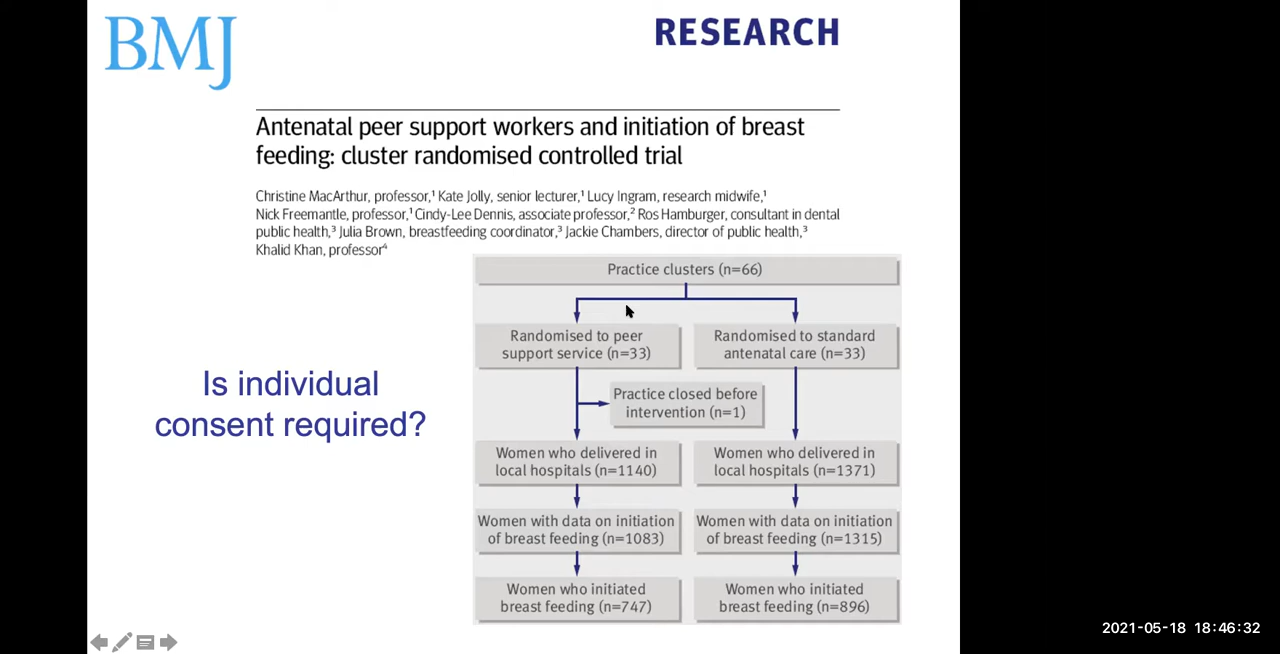 BMJ
RESEARCH
Antenatal peer support workers and initiation of breast
feeding: cluster randomised controlled trial
Christine MacArthur, professor,¹ Kate Jolly, senior lecturer,¹ Lucy Ingram, research midwife,¹
Nick Freemantle, professor,¹ Cindy-Lee Dennis, associate professor,² Ros Hamburger, consultant in dental
public health,³ Julia Brown, breastfeeding coordinator,³ Jackie Chambers, director of public health,³
Khalid Khan, professor⁴
Practice clusters (n=66)
Randomised to peer
support service (n=33)
Randomised to standard
antenatal care (n=33)
Is individual
consent required?
Practice closed before
intervention (n=1)
Women who delivered in
local hospitals (n=1140)
Women who delivered in
local hospitals (n=1371)
Women with data on initiation
of breast feeding (n=1083)
Women with data on initiation
of breast feeding (n=1315)
Women who initiated
breast feeding (n=747)
Women who initiated
breast feeding (n=896)
2021-05-18 18:46:32